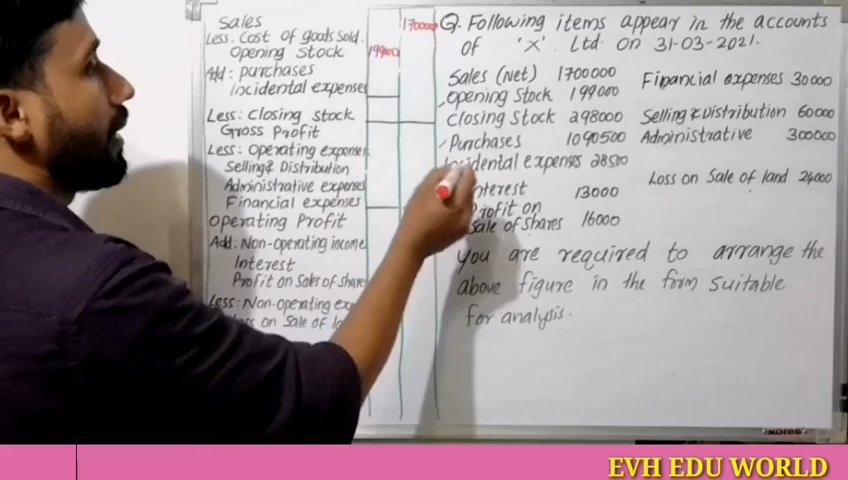 Sales 1700000
Less: Cost of goods sold.
Opening stock 199000
Add: purchases
Incidental expenses
Less: Closing stock
Gross Profit
Less: Operating expenses
Selling & Distribution
Administrative expenses
Financial expenses
Operating Profit
Add: Non-operating income
Interest
Profit on Sales of share
Less: Non-operating
on Sale of
Q. Following items appear in the accounts
of 'X' Ltd. on 31-03-2021.
Sales (Net) 1700000
Opening stock 199000
Closing stock 298000
Purchases 1090500
Incidental expenses 28500
Interest 13000
Profit on
Sale of Shares 16000
Financial expenses 30000
Selling & Distribution 60000
Administrative 300000
Loss on Sale of land 24000
You are required to arrange the
above figure in the form suitable
for analysis.
EVH EDU WORLD